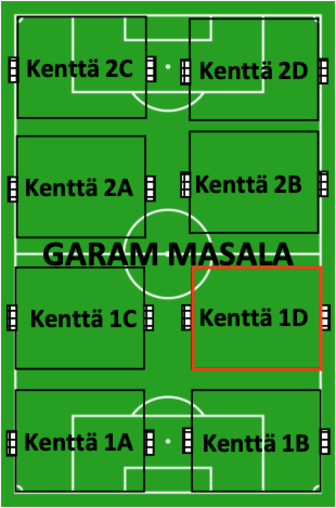 Kenttä 2C
Kenttä 2D
Kenttä 2A
Kenttä 2B
GARAM MASALA
Kenttä 1C
Kenttä 1D
Kenttä 1A
Kenttä 1B